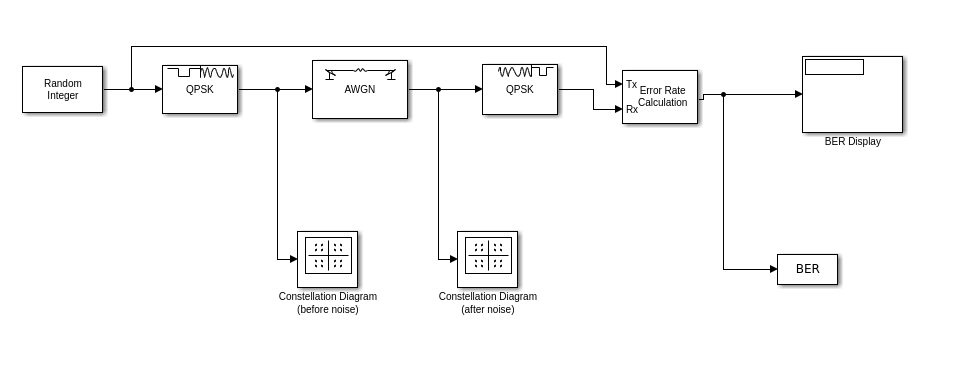 Random
Integer
QPSK
AWGN
QPSK
Tx
Rx
Error Rate
Calculation
BER Display
Constellation Diagram
(before noise)
Constellation Diagram
(after noise)
BER